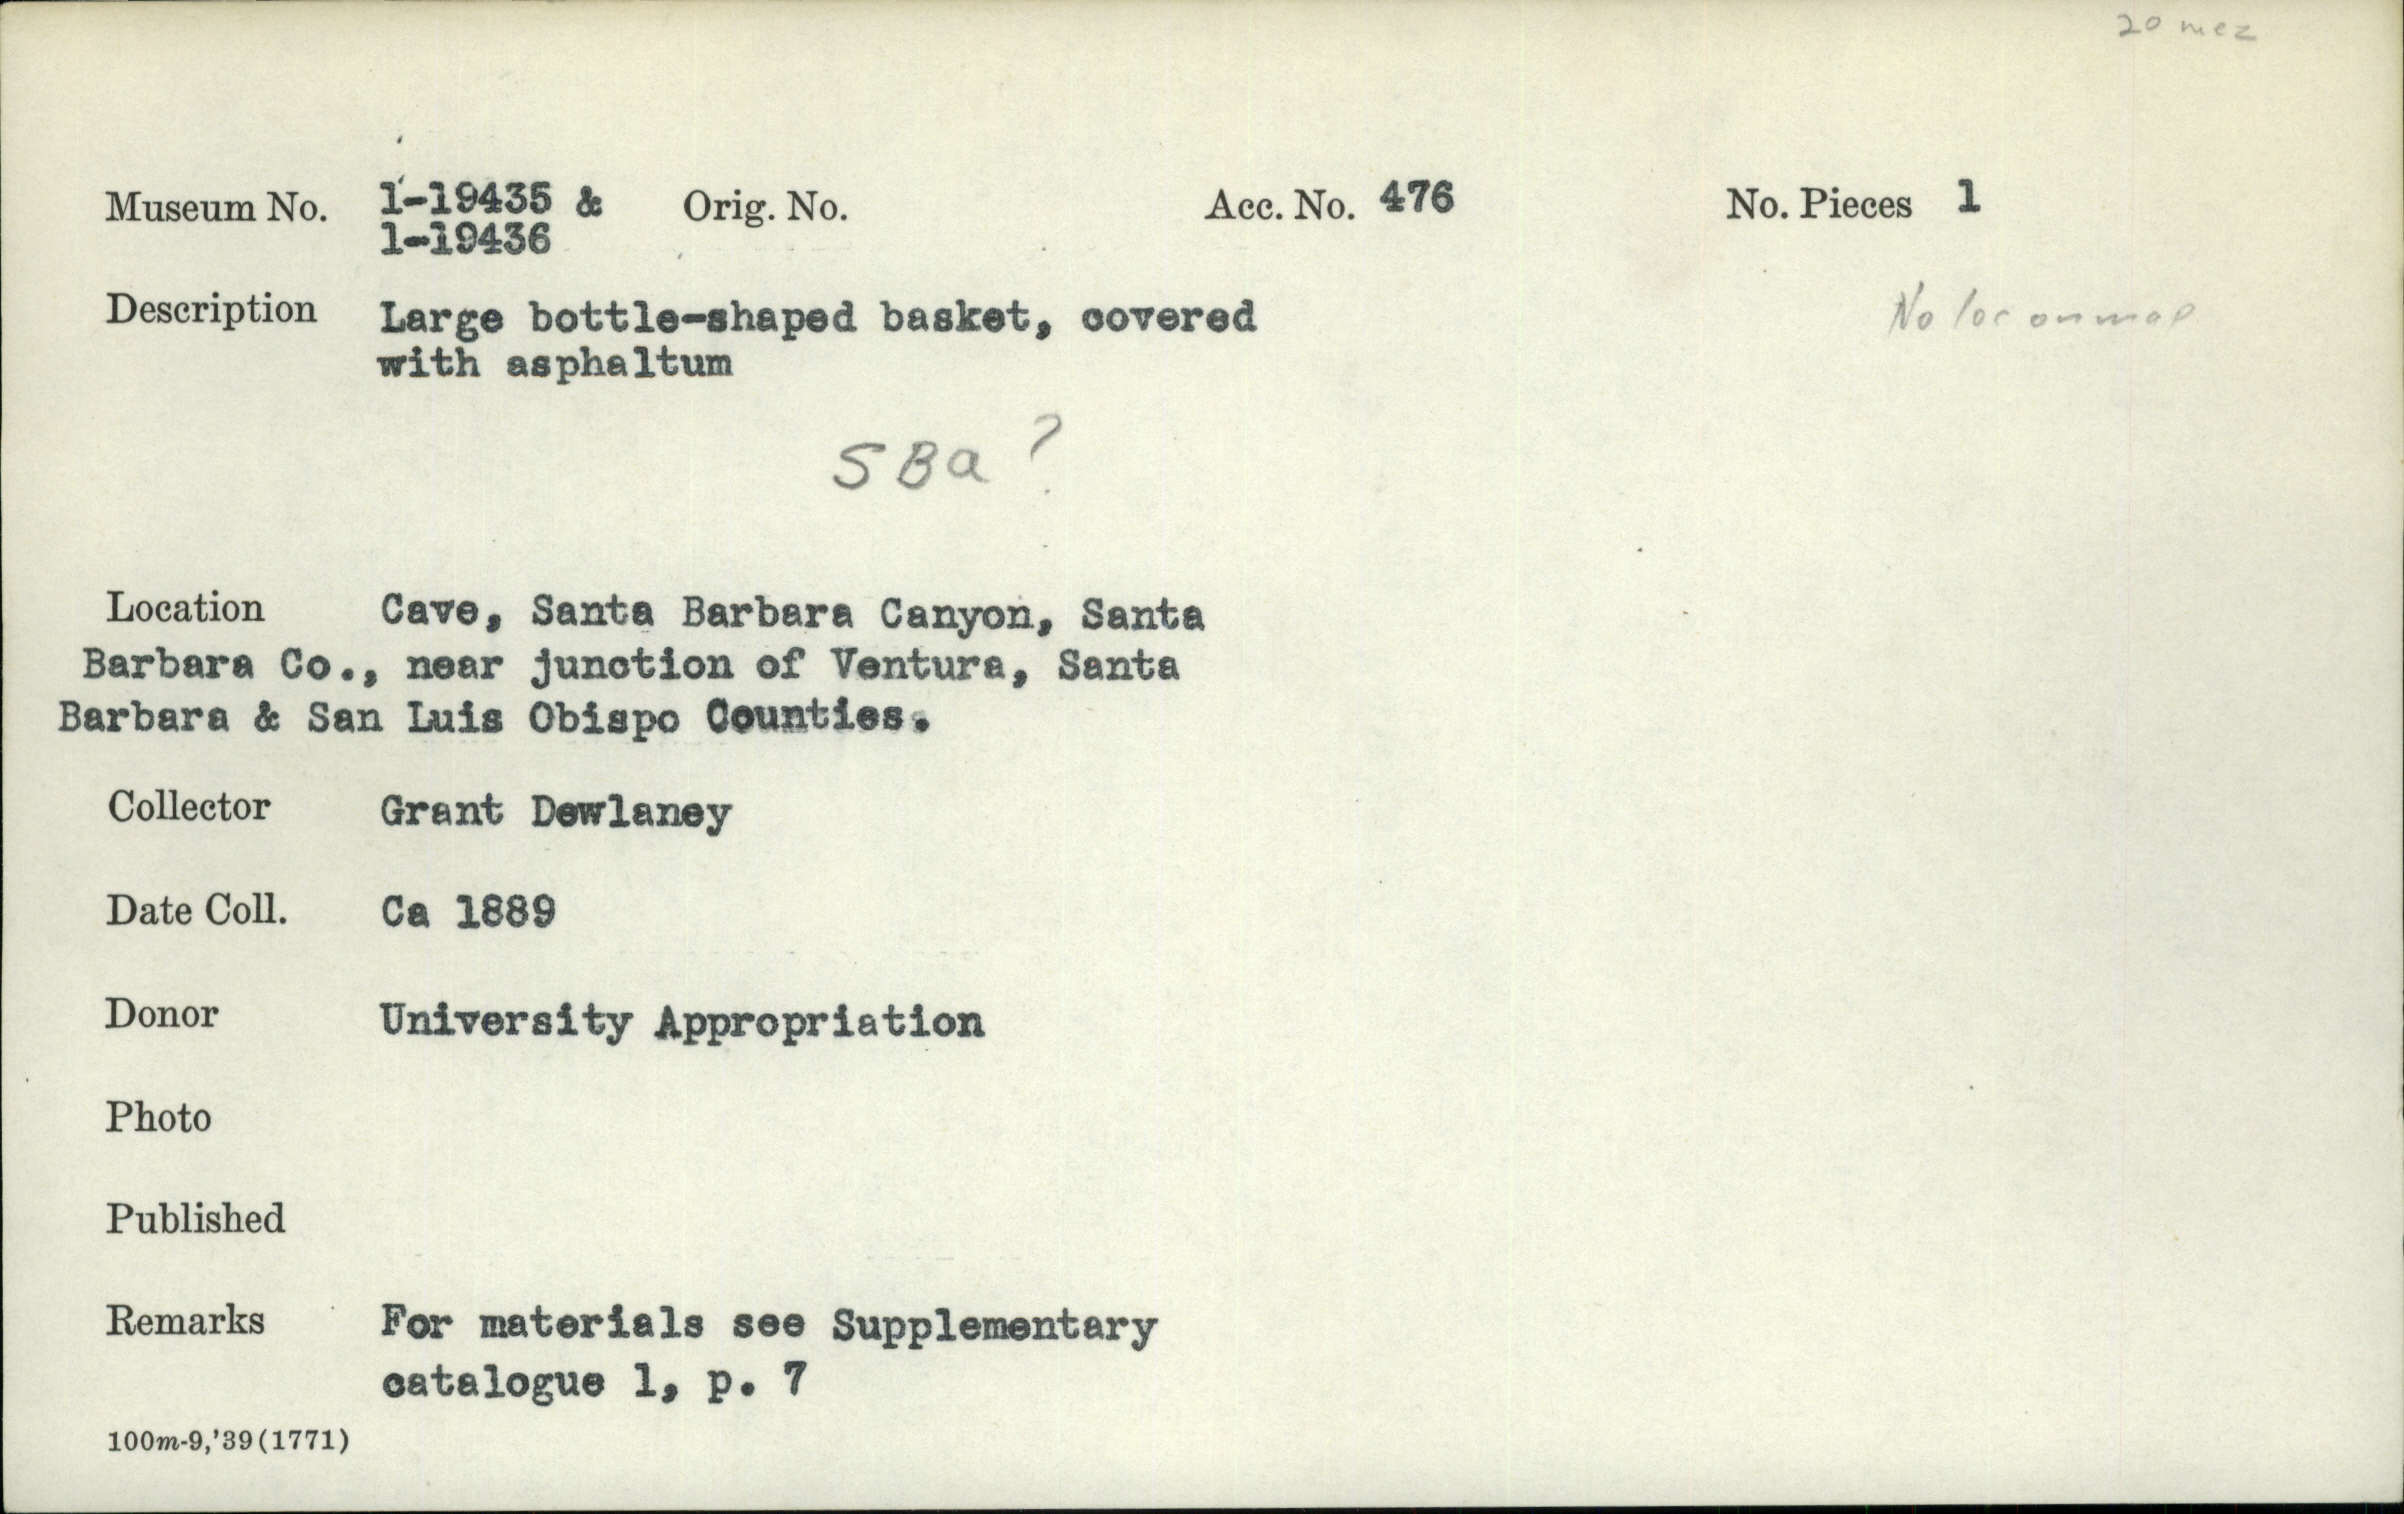 20 mez
Museum No. 1-19435 & Orig. No. Acc. No. 476 No. Pieces 1
1-19436
Description Large bottle-shaped basket, covered
with asphaltum
No loc on map
SBa ?
Location Cave, Santa Barbara Canyon, Santa
Barbara Co., near junction of Ventura, Santa
Barbara & San Luis Obispo Counties.
Collector Grant Dewlaney
Date Coll. Ca 1889
Donor University Appropriation
Photo
Published
Remarks For materials see Supplementary
catalogue 1, p. 7
100m-9,'39(1771)